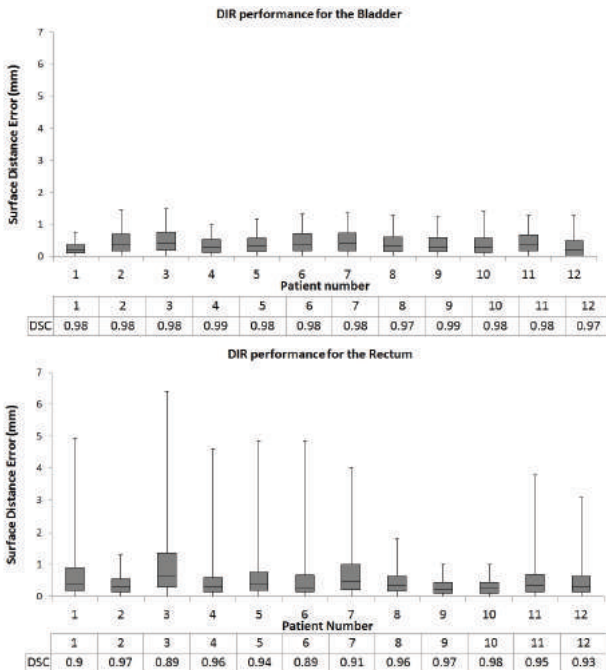 DIR performance for the Bladder
7
6
5
4
3
2
1
0
Surface Distance Error (mm)
1 2 3 4 5 6 7 8 9 10 11 12
Patient number
1 2 3 4 5 6 7 8 9 10 11 12
DSC 0.98 0.98 0.98 0.99 0.98 0.98 0.98 0.97 0.99 0.98 0.98 0.97
DIR performance for the Rectum
7
6
5
4
3
2
1
0
Surface Distance Error (mm)
1 2 3 4 5 6 7 8 9 10 11 12
Patient Number
1 2 3 4 5 6 7 8 9 10 11 12
DSC 0.9 0.97 0.89 0.96 0.94 0.89 0.91 0.96 0.97 0.98 0.95 0.93